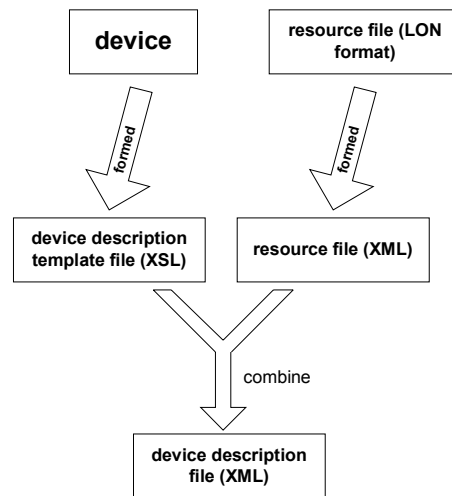 device
resource file (LON
format)
formed
formed
device description
template file (XSL)
resource file (XML)
combine
device description
file (XML)